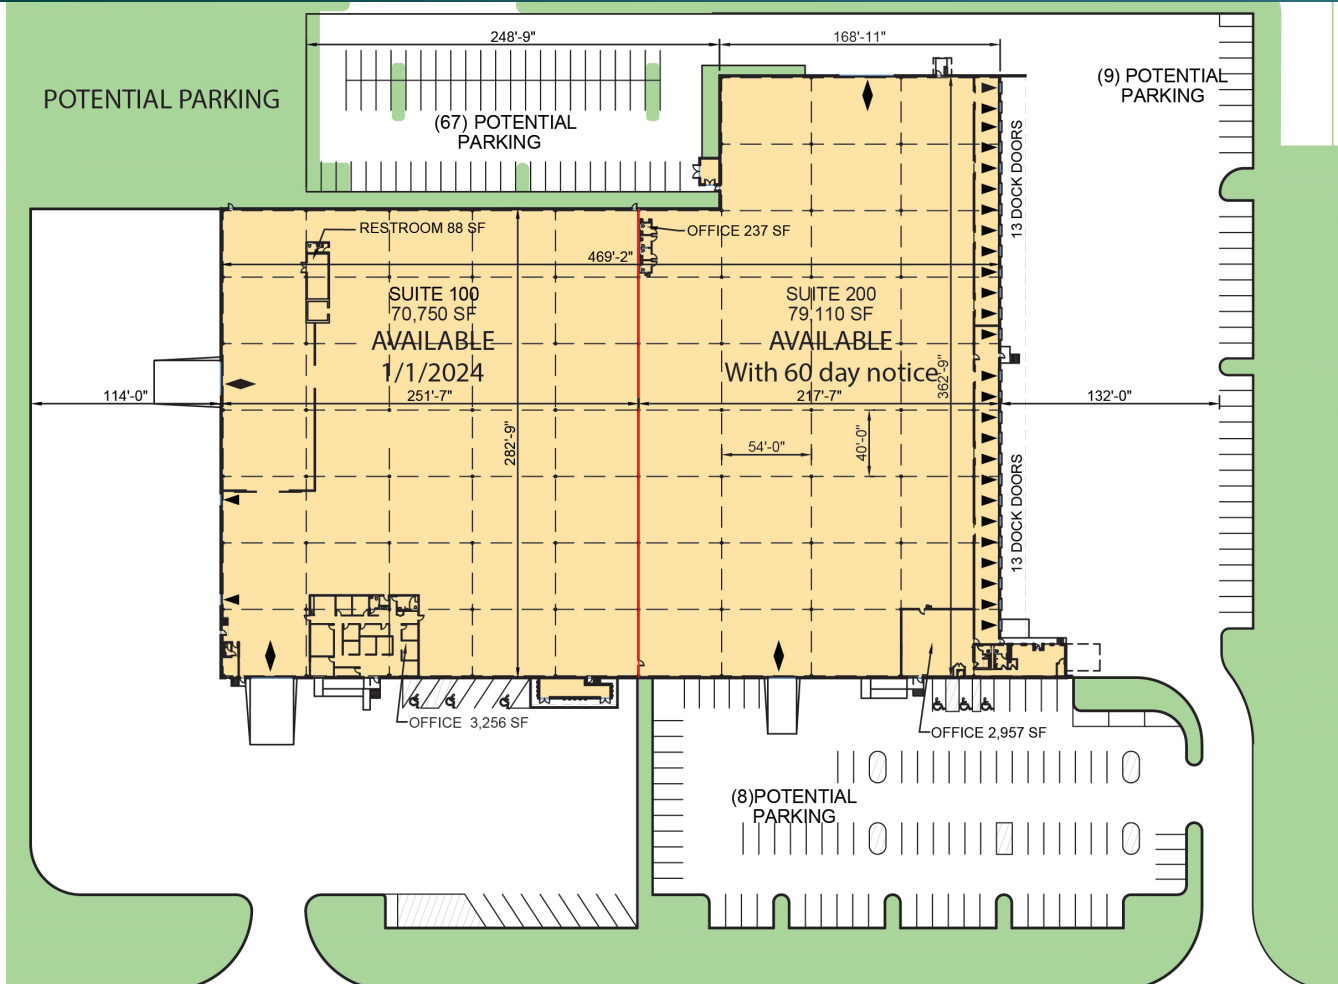 248'-9"
168'-11"
POTENTIAL PARKING
(67) POTENTIAL
PARKING
(9) POTENTIAL
PARKING
13 DOCK DOORS
RESTROOM 88 SF
OFFICE 237 SF
469'-2"
SUITE 100
70,750 SF
AVAILABLE
1/1/2024
SUITE 200
79,110 SF
AVAILABLE
With 60 day notice
362'-9"
114'-0"
251'-7"
217'-7"
132'-0"
282'-9"
54'-0"
40'-0"
13 DOCK DOORS
OFFICE 3,256 SF
OFFICE 2,957 SF
(8)POTENTIAL
PARKING